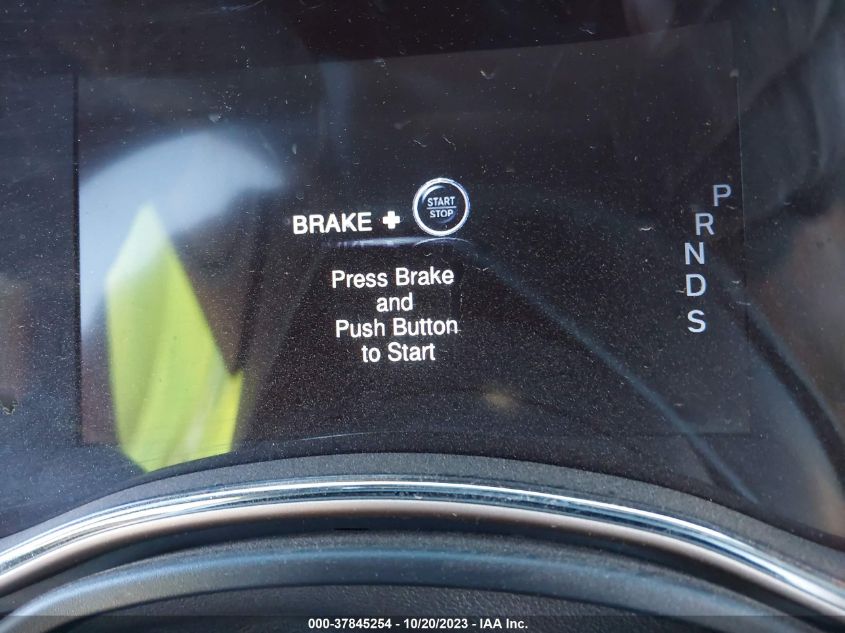 BRAKE + START
STOP
Press Brake
and
Push Button
to Start
P
R
N
D
S
000-37845254 - 10/20/2023 - IAA Inc.